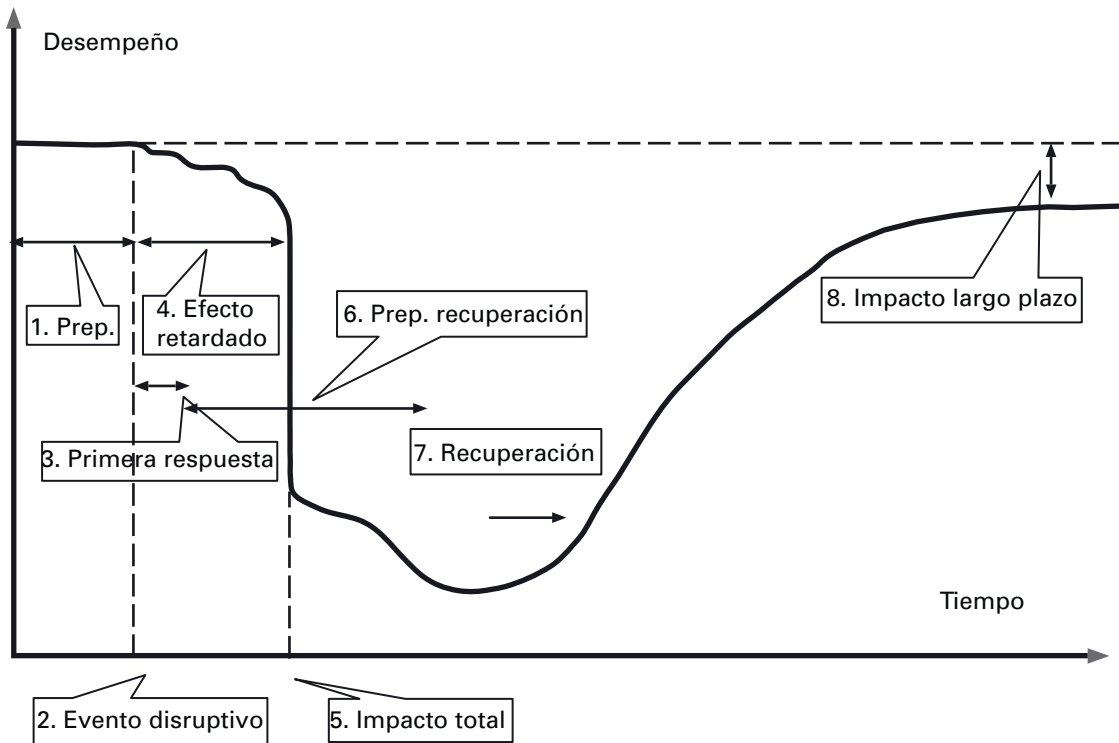 Desempeño
8. Impacto largo plazo
6. Prep. recuperación
4. Efecto
retardado
1. Prep.
3. Primera respuesta
7. Recuperación
Tiempo
2. Evento disruptivo
5. Impacto total